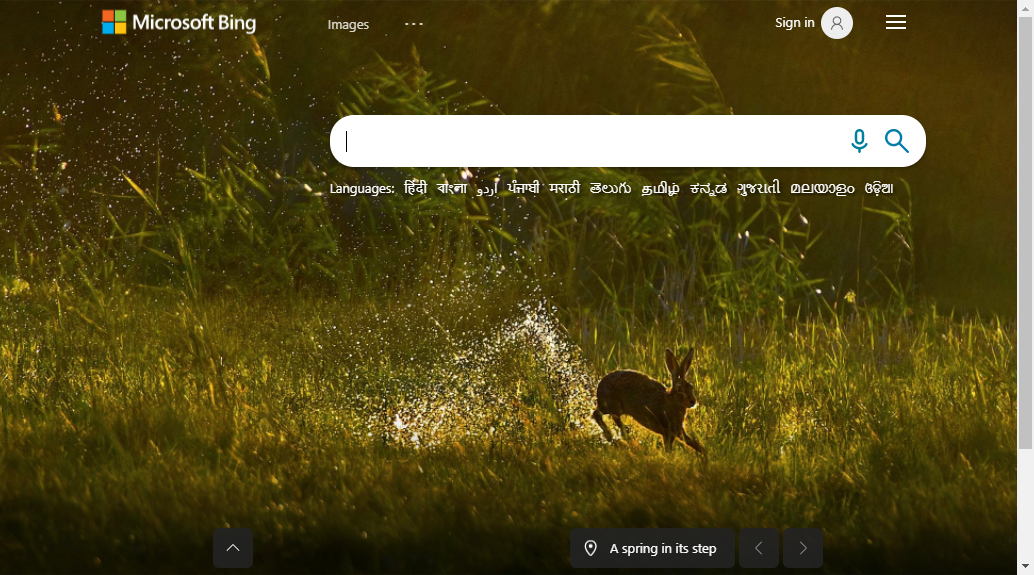 Microsoft Bing Images ... Sign in
Languages: हिंदी বাংলা اردو ਪੰਜਾਬੀ मराठी తెలుగు தமிழ் ಕನ್ನಡ ગુજરાતી മലയാളം ଓଡ଼ିଆ
A spring in its step